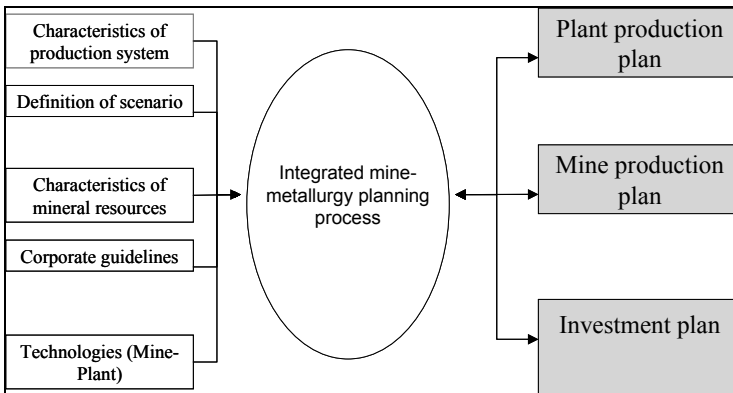 Characteristics of
production system
Definition of scenario
Characteristics of
mineral resources
Corporate guidelines
Technologies (Mine-
Plant)
Integrated mine-
metallurgy planning
process
Plant production
plan
Mine production
plan
Investment plan